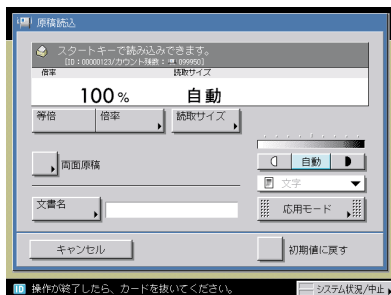 原稿読込
スタートキーで読み込みできます。
[ID：00000123/カウント残数：099950]
倍率
読取サイズ
100％
自動
等倍
倍率
読取サイズ
両面原稿
自動
文字
文書名
応用モード
キャンセル
初期値に戻す
ID 操作が終了したら、カードを抜いてください。
システム状況/中止